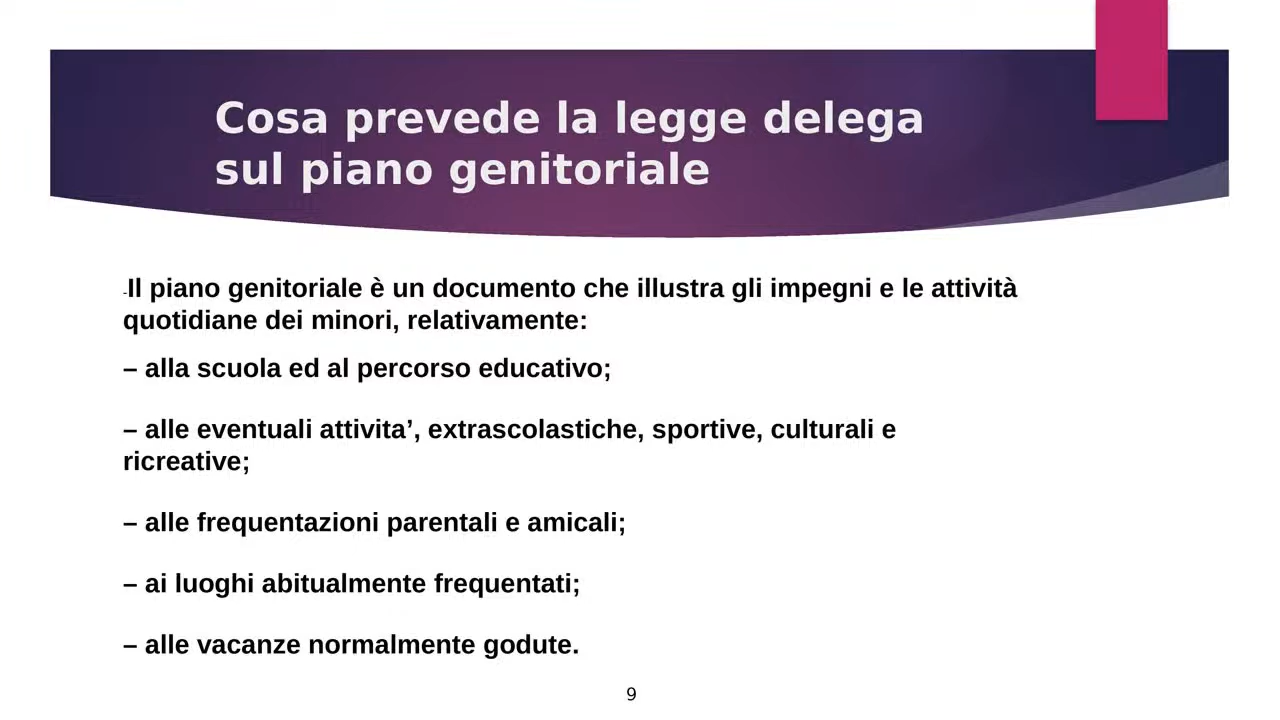 Cosa prevede la legge delega
sul piano genitoriale
-Il piano genitoriale è un documento che illustra gli impegni e le attività
quotidiane dei minori, relativamente:
– alla scuola ed al percorso educativo;
– alle eventuali attivita’, extrascolastiche, sportive, culturali e
ricreative;
– alle frequentazioni parentali e amicali;
– ai luoghi abitualmente frequentati;
– alle vacanze normalmente godute.
9